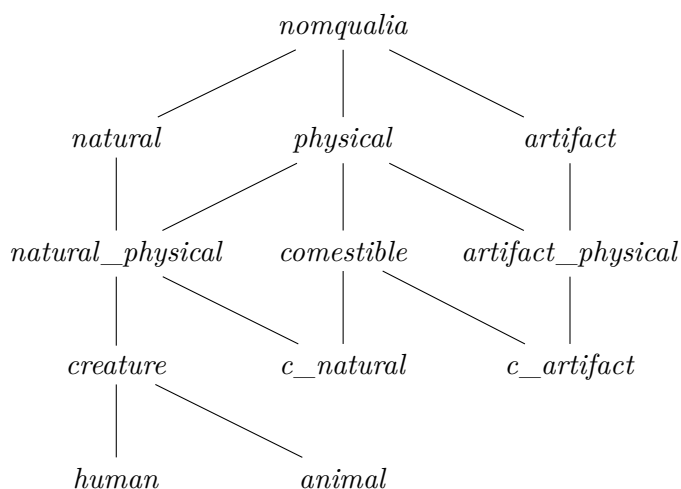 nomqualia
natural physical artifact
natural_physical comestible artifact_physical
creature c_natural c_artifact
human animal